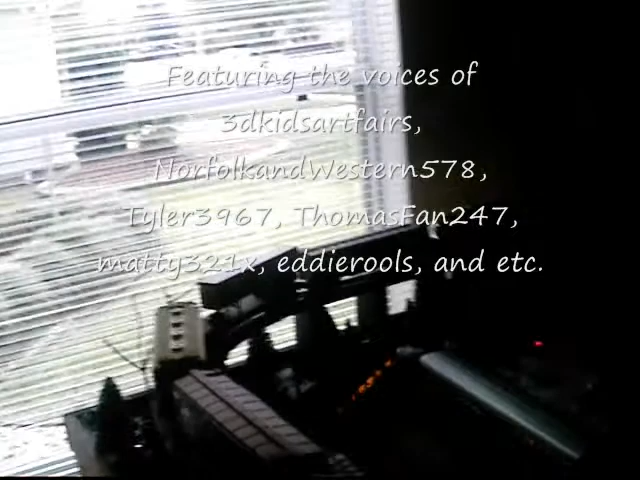 Featuring the voices of
3dkidsartfairs,
NorfolkandWestern578,
Tyler3967, ThomasFan247,
matty321x, eddierools, and etc.